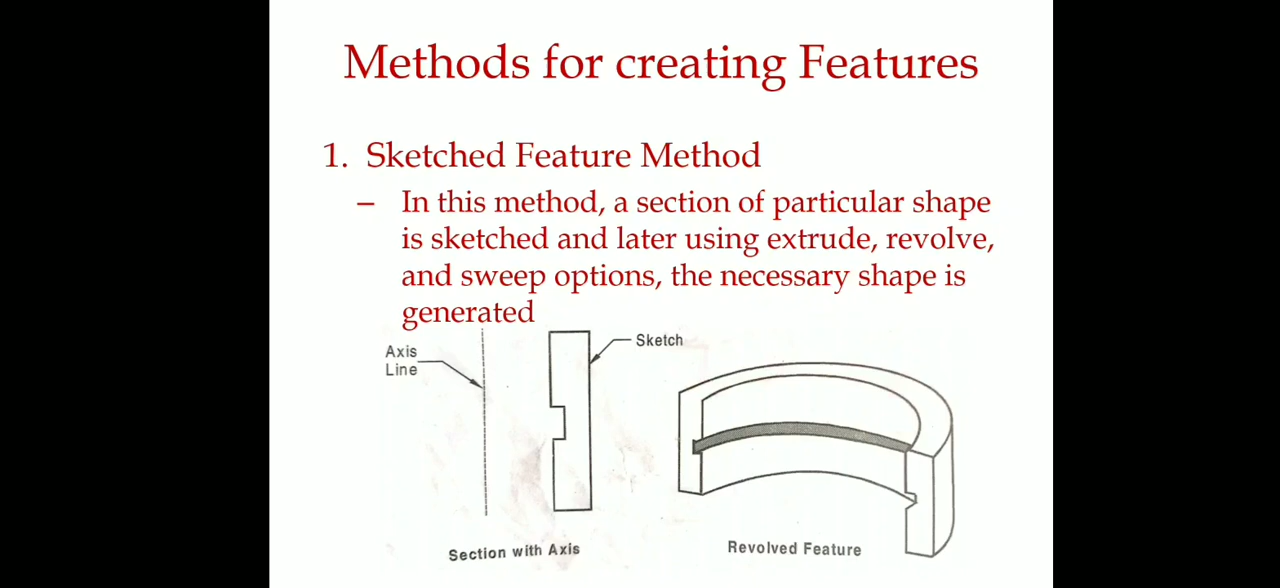 Methods for creating Features
1. Sketched Feature Method
– In this method, a section of particular shape
is sketched and later using extrude, revolve,
and sweep options, the necessary shape is
generated
Axis
Line
Sketch
Section with Axis
Revolved Feature